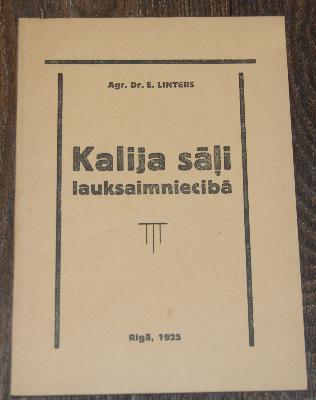 Agr. Dr. E. LINTERS
Kalija sāļi
lauksaimniecībā
Rīgā, 1925